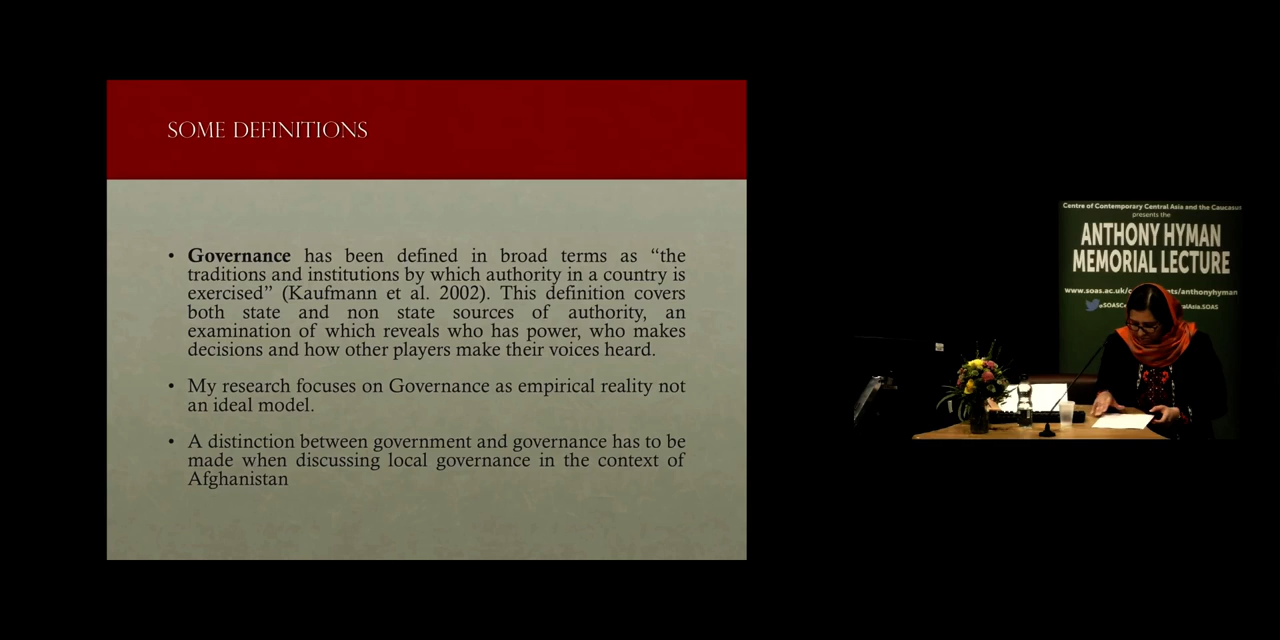 SOME DEFINITIONS
• Governance has been defined in broad terms as “the
traditions and institutions by which authority in a country is
exercised” (Kaufmann et al. 2002). This definition covers
both state and non state sources of authority, an
examination of which reveals who has power, who makes
decisions and how other players make their voices heard.
• My research focuses on Governance as empirical reality not
an ideal model.
• A distinction between government and governance has to be
made when discussing local governance in the context of
Afghanistan
Centre of Contemporary Central Asia and the Caucasus
presents the
ANTHONY HYMAN
MEMORIAL LECTURE
www.soas.ac.uk/ /anthonyhyman